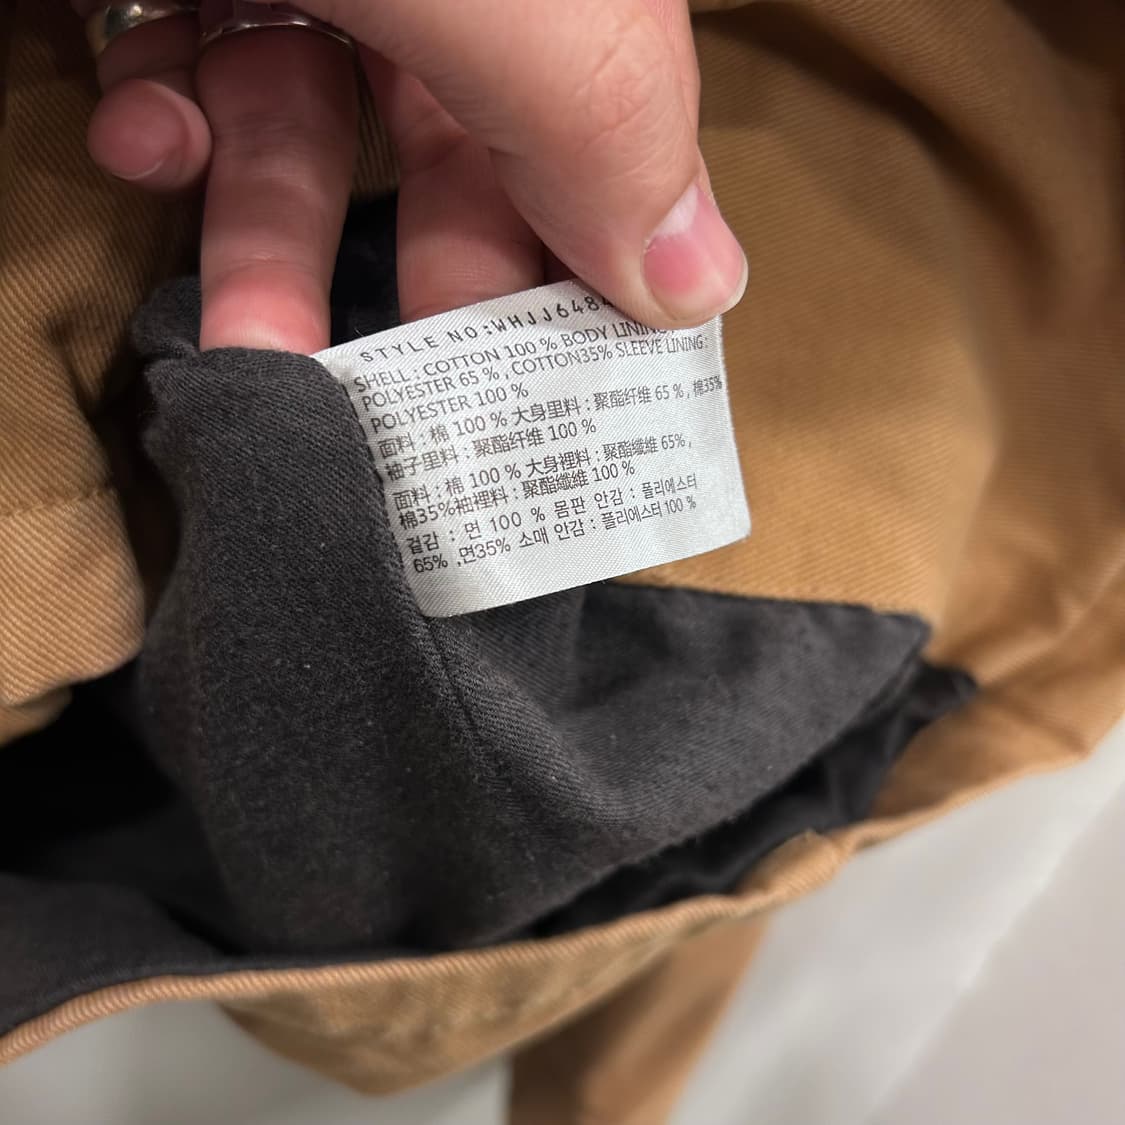 STYLE NO:WHJJ648
SHELL : COTTON 100 % BODY LINING
POLYESTER 65 % , COTTON35% SLEEVE LINING:
POLYESTER 100 %
面料 : 棉 100 % 大身里料 : 聚酯纤维 65 % , 棉35%
袖子里料 : 聚酯纤维 100 %
面料 : 棉 100 % 大身裡料 : 聚酯纖維 65% ,
棉35%袖裡料 : 聚酯纖維 100 %
겉감 : 면 100 % 몸판 안감 : 폴리에스터
65% ,면35% 소매 안감 : 폴리에스터 100 %